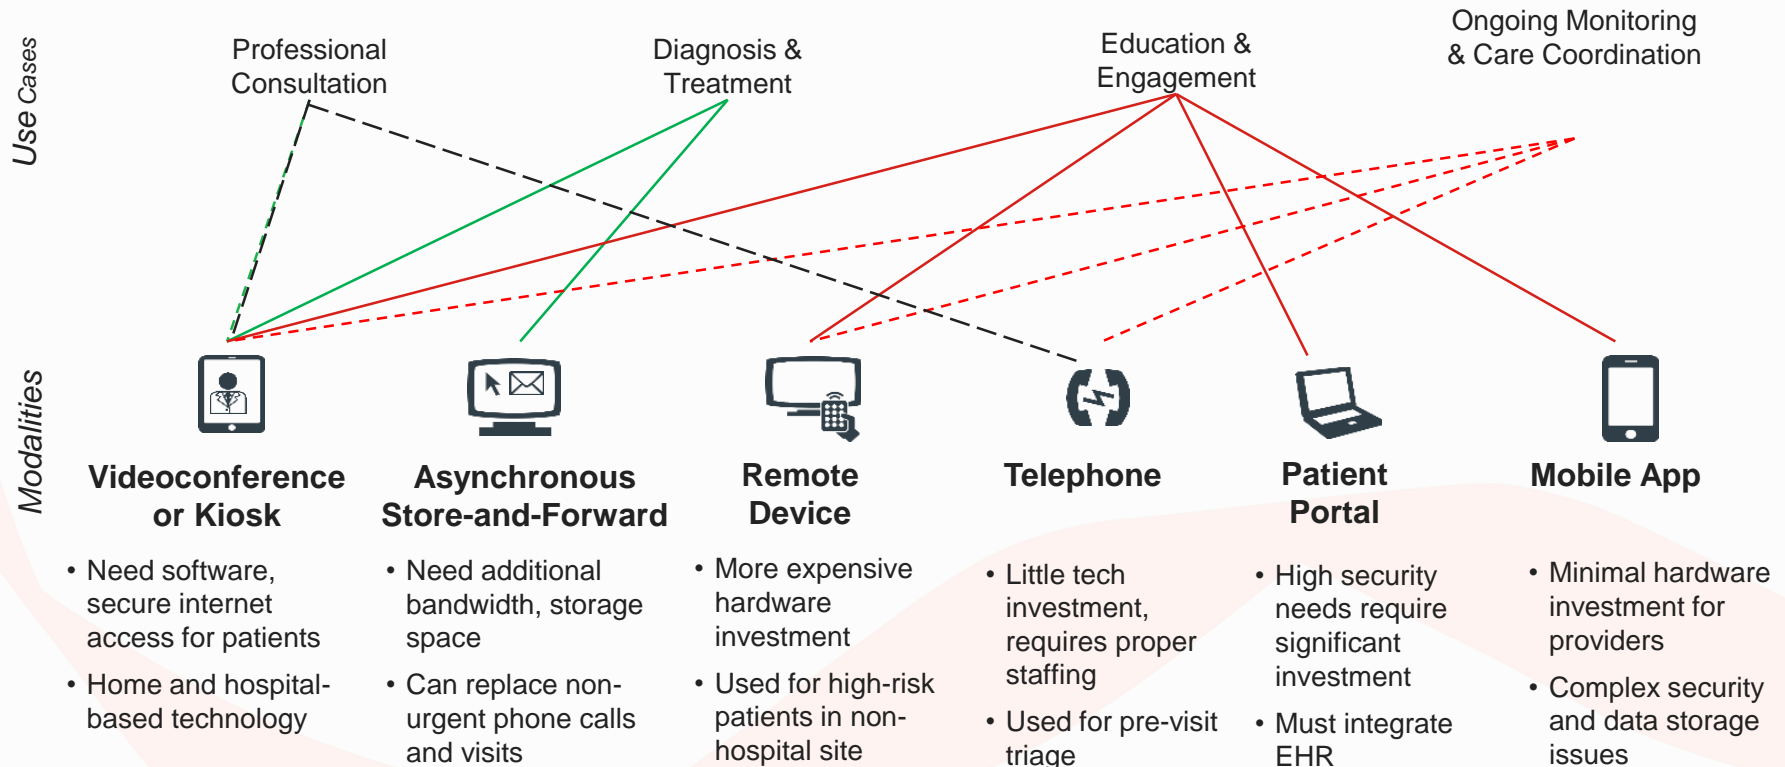 Use Cases
Professional
Consultation
Diagnosis &
Treatment
Education &
Engagement
Ongoing Monitoring
& Care Coordination
Modalities
Videoconference
or Kiosk
• Need software,
secure internet
access for patients
• Home and hospital-
based technology
Asynchronous
Store-and-Forward
• Need additional
bandwidth, storage
space
• Can replace non-
urgent phone calls
and visits
Remote
Device
• More expensive
hardware
investment
• Used for high-risk
patients in non-
hospital site
Telephone
• Little tech
investment,
requires proper
staffing
• Used for pre-visit
triage
Patient
Portal
• High security
needs require
significant
investment
• Must integrate
EHR
Mobile App
• Minimal hardware
investment for
providers
• Complex security
and data storage
issues